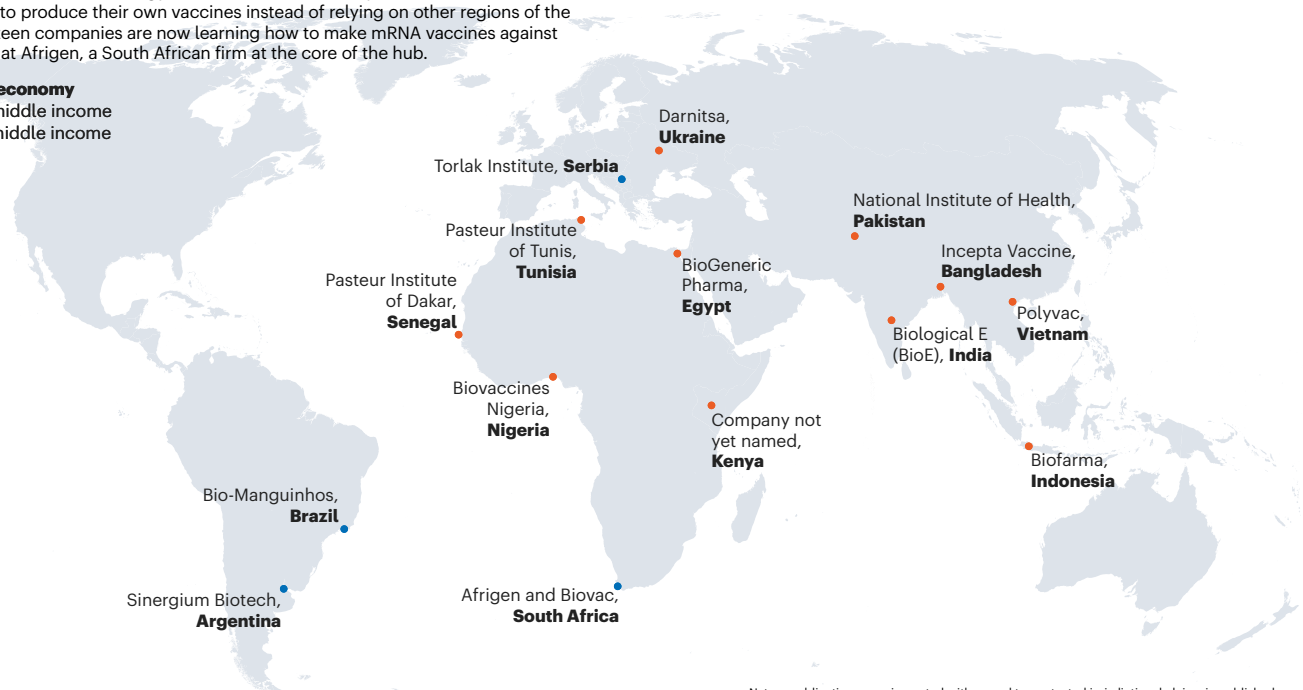 to produce their own vaccines instead of relying on other regions of the
teen companies are now learning how to make mRNA vaccines against
at Afrigen, a South African firm at the core of the hub.
economy
middle income
middle income
Darnitsa,
Ukraine
Torlak Institute, Serbia
National Institute of Health,
Pakistan
Pasteur Institute
of Tunis,
Tunisia
Incepta Vaccine,
Bangladesh
BioGeneric
Pharma,
Egypt
Pasteur Institute
of Dakar,
Senegal
Polyvac,
Vietnam
Biological E
(BioE), India
Biovaccines
Nigeria,
Nigeria
Company not
yet named,
Kenya
Biofarma,
Indonesia
Bio-Manguinhos,
Brazil
Sinergium Biotech,
Argentina
Afrigen and Biovac,
South Africa